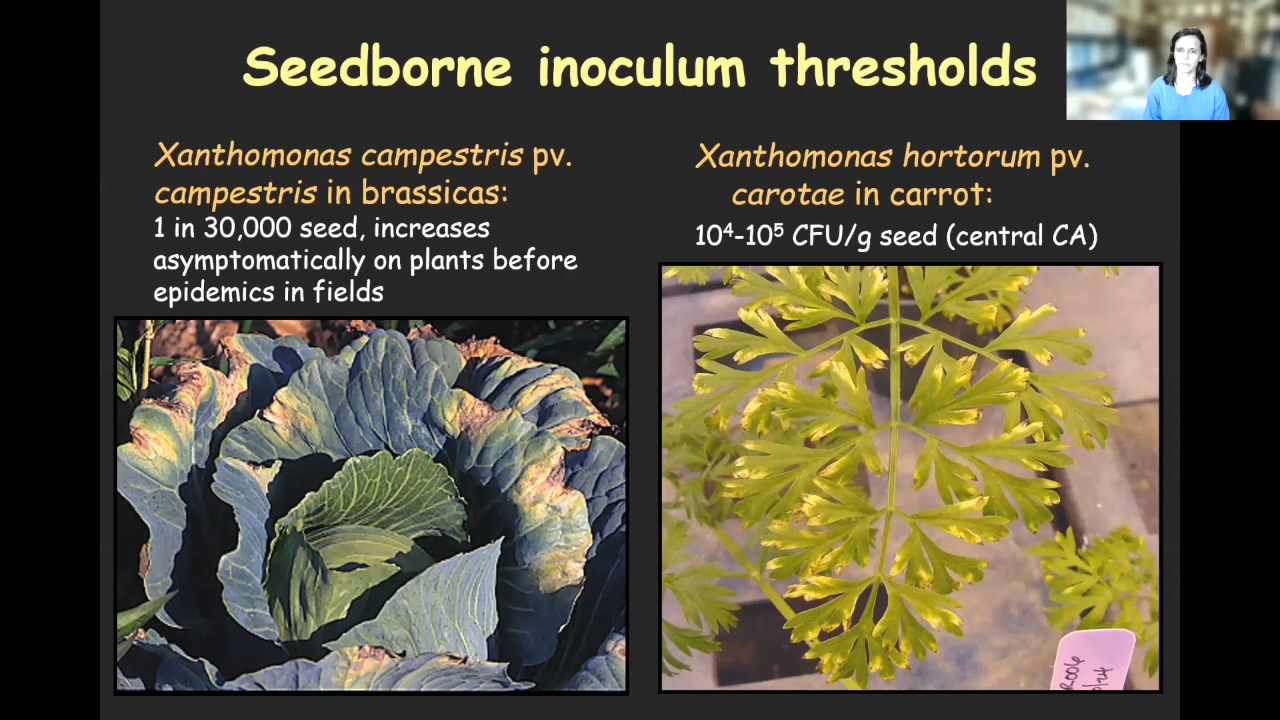 Seedborne inoculum thresholds
Xanthomonas campestris pv.
campestris in brassicas:
1 in 30,000 seed, increases
asymptomatically on plants before
epidemics in fields
Xanthomonas hortorum pv.
carotae in carrot:
10⁴-10⁵ CFU/g seed (central CA)